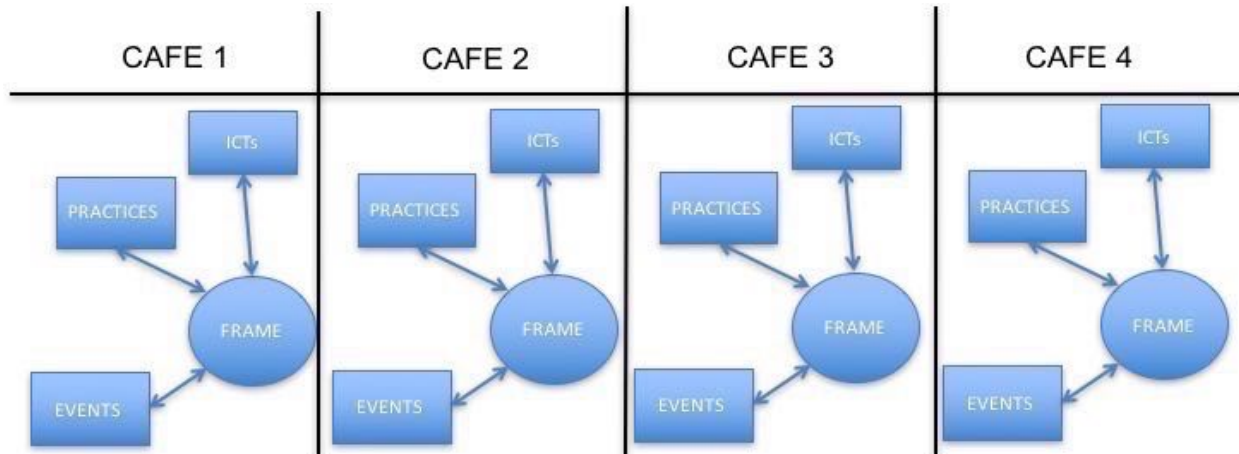 CAFE 1
CAFE 2
CAFE 3
CAFE 4
ICTs
PRACTICES
FRAME
EVENTS
ICTs
PRACTICES
FRAME
EVENTS
ICTs
PRACTICES
FRAME
EVENTS
ICTs
PRACTICES
FRAME
EVENTS